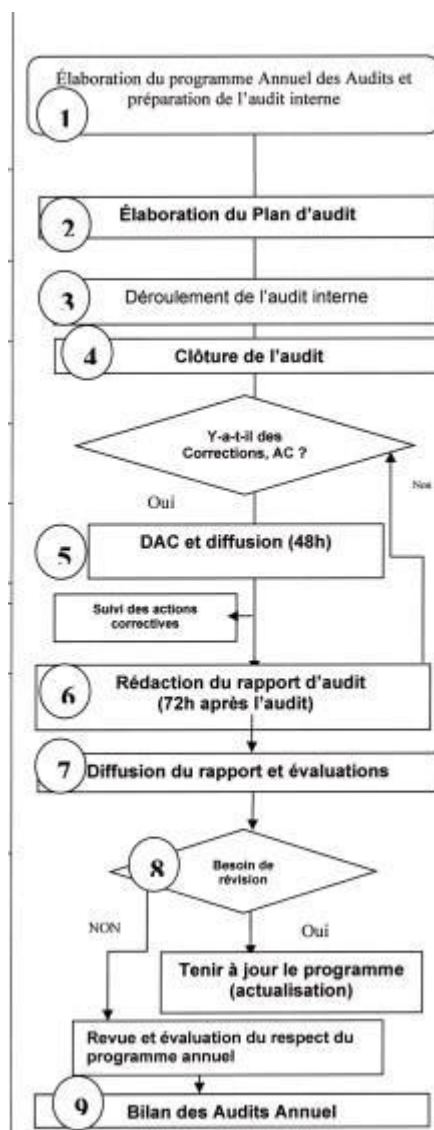 Élaboration du programme Annuel des Audits et
préparation de l'audit interne
1
2
Élaboration du Plan d'audit
3
Déroulement de l'audit interne
4
Clôture de l'audit
Y-a-t-il des
Corrections, AC ?
Oui
Non
5
DAC et diffusion (48h)
Suivi des actions
correctives
6
Rédaction du rapport d'audit
(72h après l'audit)
7
Diffusion du rapport et évaluations
8
Besoin de
révision
NON
Oui
Tenir à jour le programme
(actualisation)
Revue et évaluation du respect du
programme annuel
9
Bilan des Audits Annuel